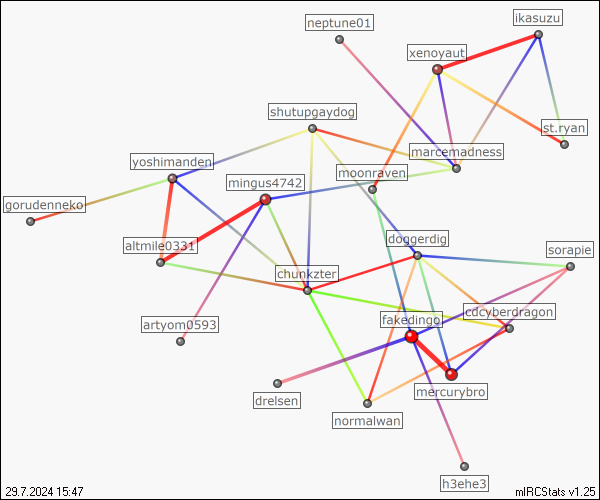 ikasuzu
neptune01
xenoyaut
shutupgaydog
st.ryan
marcemadness
yoshimanden
moonraven
mingus4742
gorudenneko
doggerdig
altmile0331
sorapie
chunkzter
cdcyberdragon
fakedingo
artyom0593
mercurybro
drelsen
normalwan
h3ehe3
29.7.2024 15:47
mIRCStats v1.25